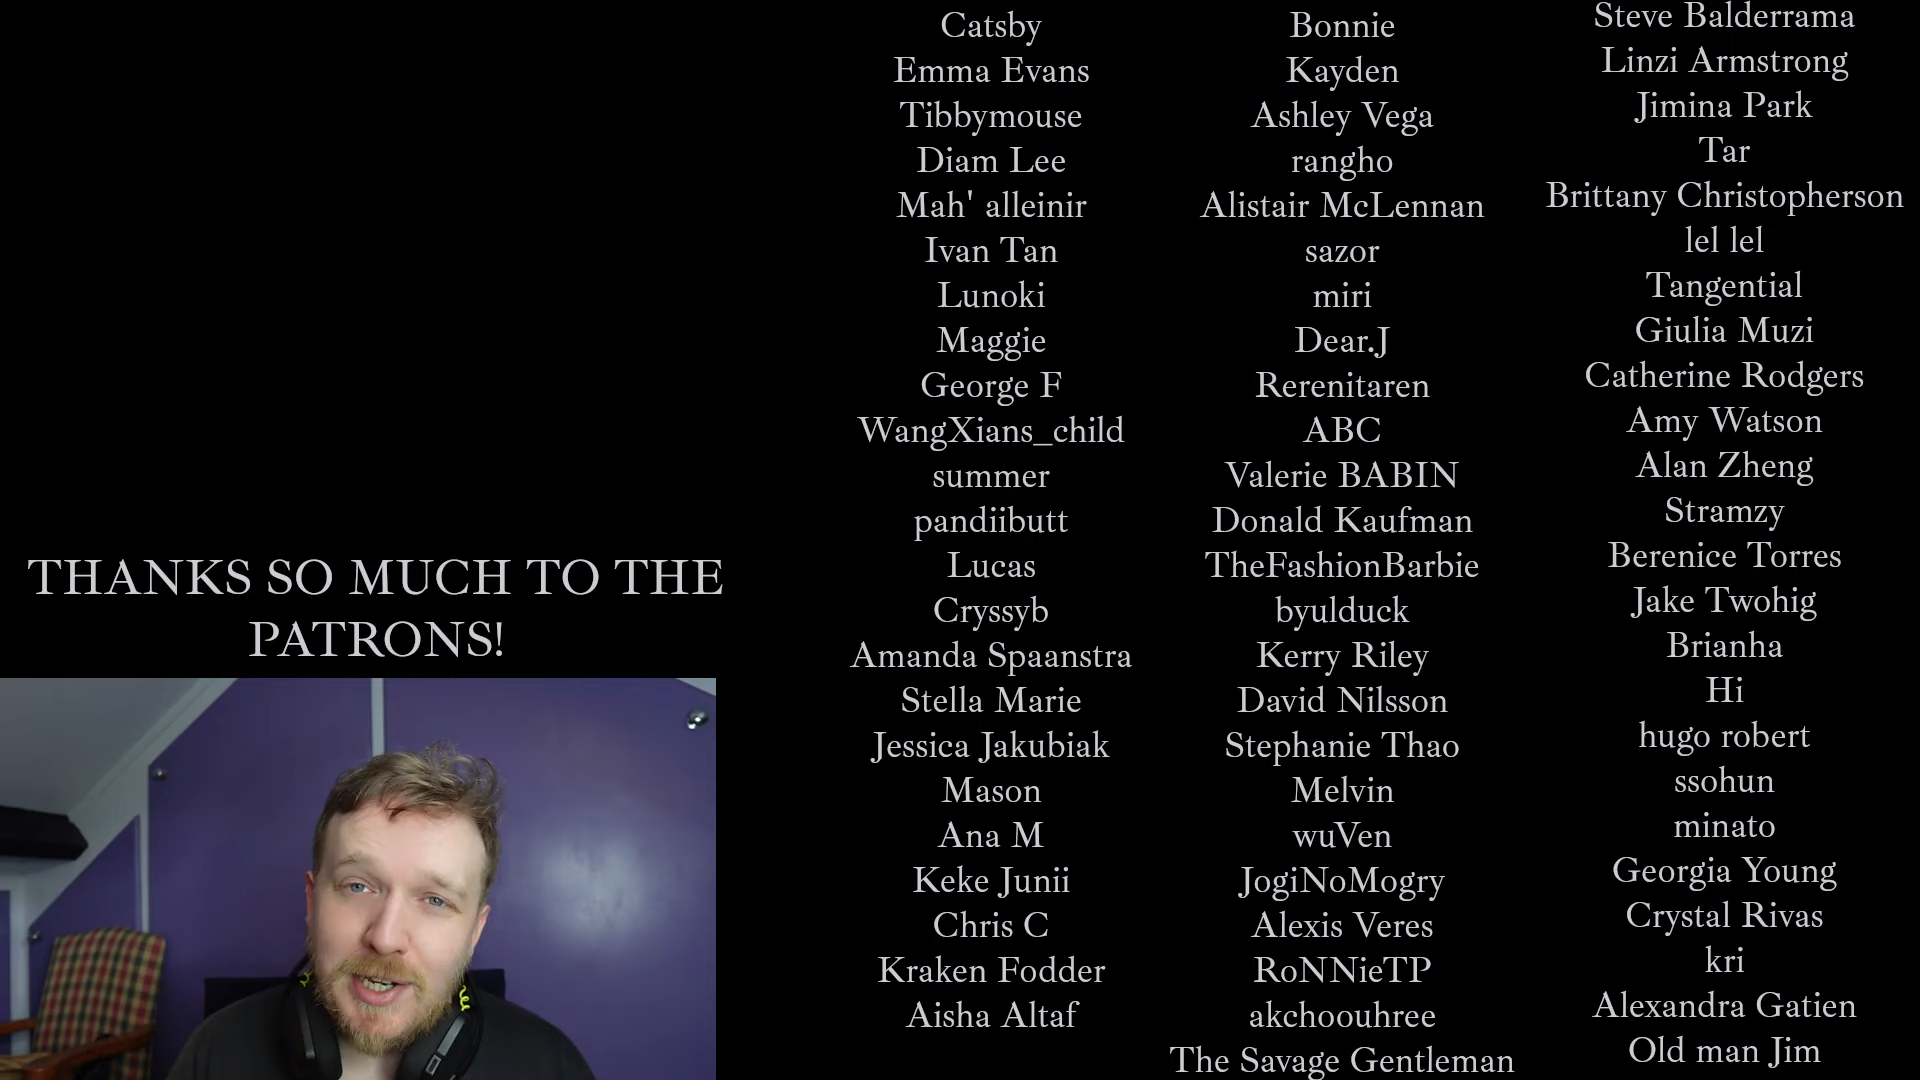 THANKS SO MUCH TO THE
PATRONS!
Catsby
Emma Evans
Tibbymouse
Diam Lee
Mah' alleinir
Ivan Tan
Lunoki
Maggie
George F
WangXians_child
summer
pandiibutt
Lucas
Cryssyb
Amanda Spaanstra
Stella Marie
Jessica Jakubiak
Mason
Ana M
Keke Junii
Chris C
Kraken Fodder
Aisha Altaf
Bonnie
Kayden
Ashley Vega
rangho
Alistair McLennan
sazor
miri
Dear.J
Rerenitaren
ABC
Valerie BABIN
Donald Kaufman
TheFashionBarbie
byulduck
Kerry Riley
David Nilsson
Stephanie Thao
Melvin
wuVen
JogiNoMogry
Alexis Veres
RoNNieTP
akchoouhree
The Savage Gentleman
Steve Balderrama
Linzi Armstrong
Jimina Park
Tar
Brittany Christopherson
lel lel
Tangential
Giulia Muzi
Catherine Rodgers
Amy Watson
Alan Zheng
Stramzy
Berenice Torres
Jake Twohig
Brianha
Hi
hugo robert
ssohun
minato
Georgia Young
Crystal Rivas
kri
Alexandra Gatien
Old man Jim